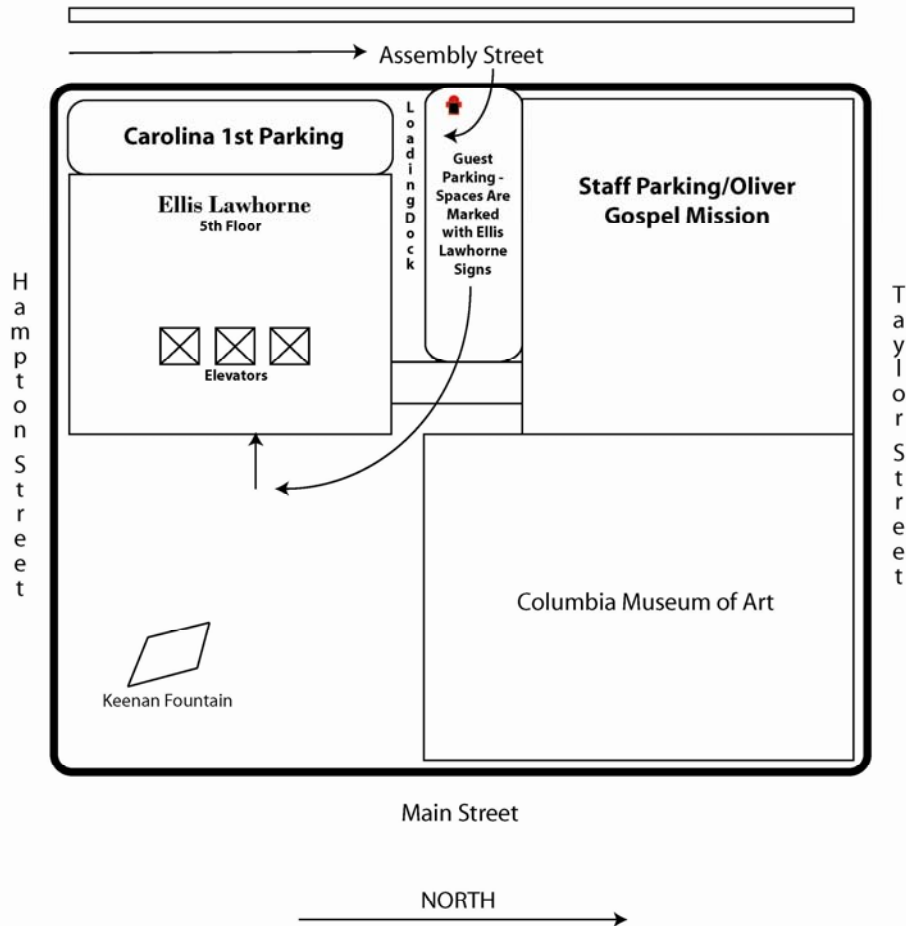 Assembly Street
Carolina 1st Parking
Loading Dock
Guest
Parking -
Spaces Are
Marked
with Ellis
Lawhorne
Signs
Staff Parking/Oliver
Gospel Mission
Ellis Lawhorne
5th Floor
Elevators
Hampton Street
Taylor Street
Columbia Museum of Art
Keenan Fountain
Main Street
NORTH